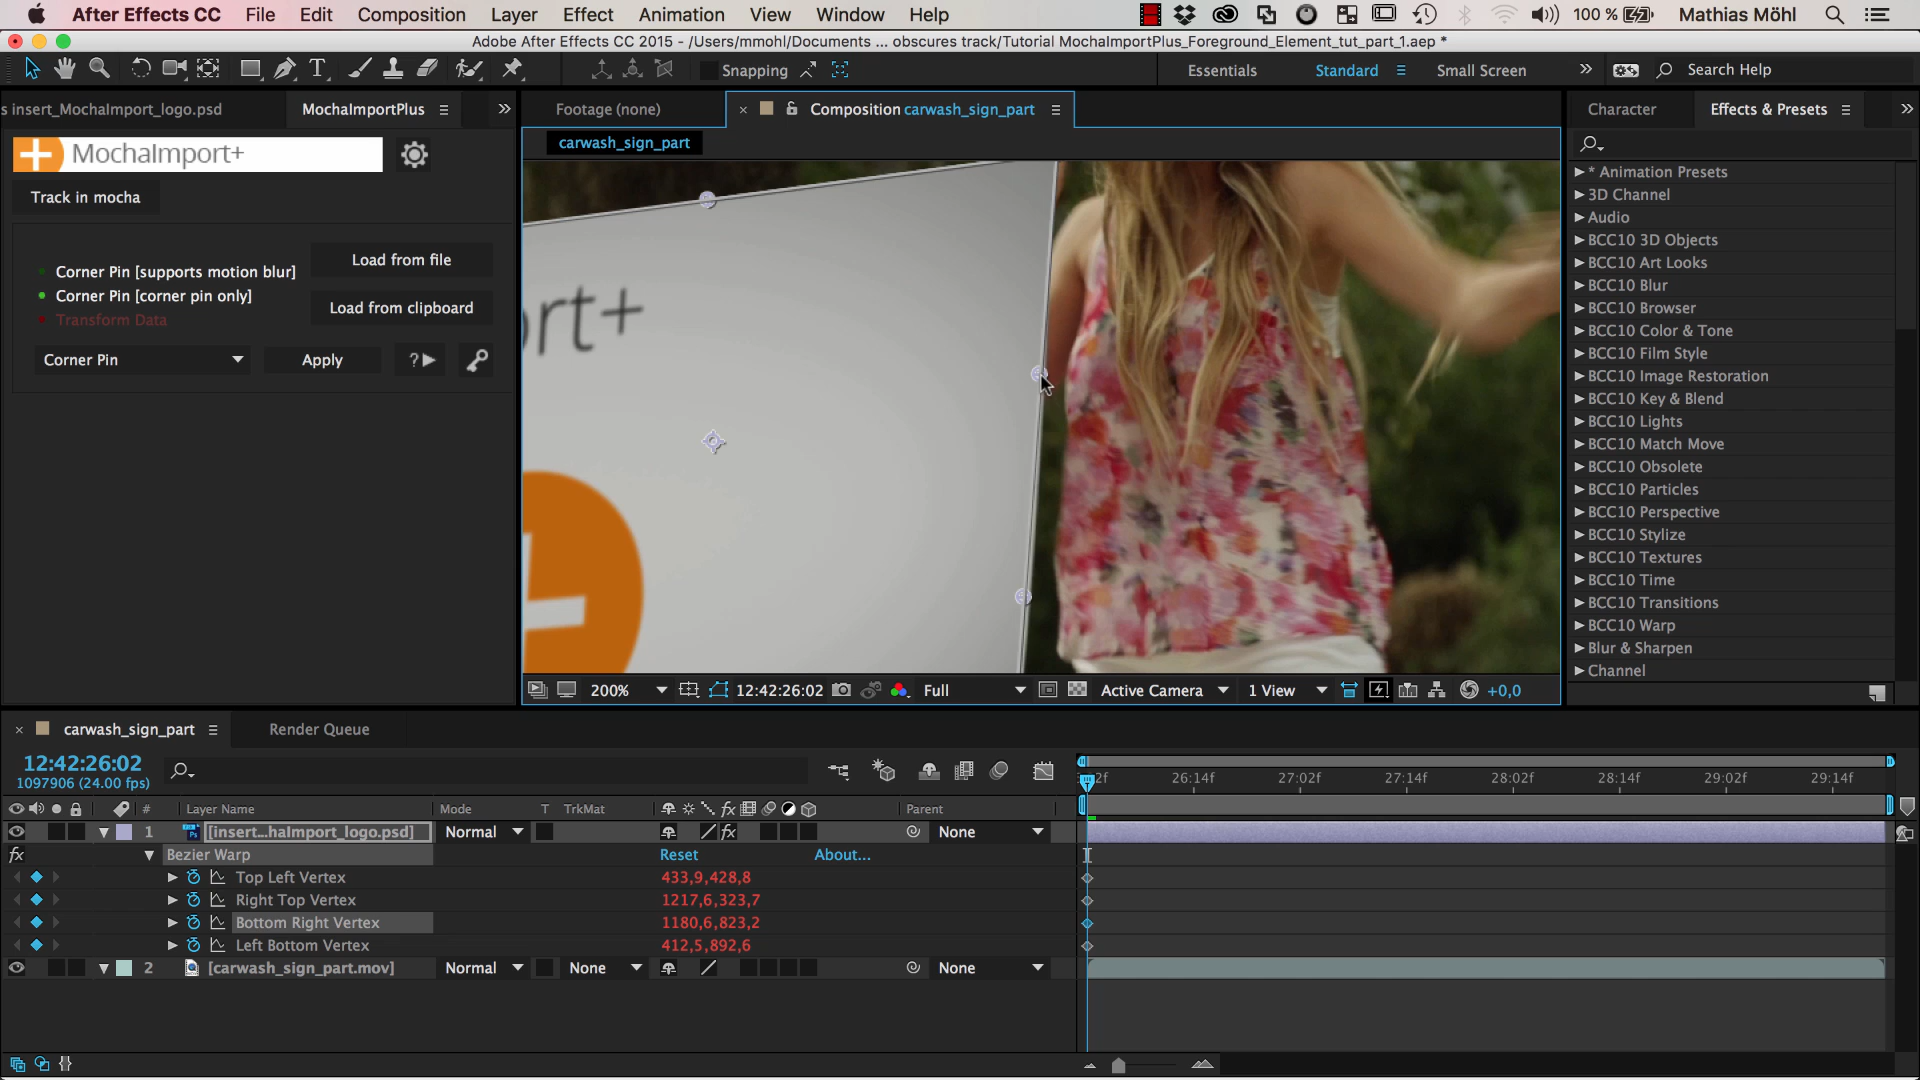 After Effects CC File Edit Composition Layer Effect Animation View Window Help 100 % Mathias Möhl
Adobe After Effects CC 2015 - /Users/mmohl/Documents ... obscures track/Tutorial MochaImportPlus_Foreground_Element_tut_part_1.aep *
T Snapping Essentials Standard Small Screen Search Help
s insert_MochaImport_logo.psd MochaImportPlus Footage (none) Composition carwash_sign_part Character Effects & Presets
MochaImport+ carwash_sign_part
Track in mocha
Corner Pin [supports motion blur] Load from file
Corner Pin [corner pin only] Load from clipboard
Transform Data
Corner Pin Apply ?
ort+
* Animation Presets
3D Channel
Audio
BCC10 3D Objects
BCC10 Art Looks
BCC10 Blur
BCC10 Browser
BCC10 Color & Tone
BCC10 Film Style
BCC10 Image Restoration
BCC10 Key & Blend
BCC10 Lights
BCC10 Match Move
BCC10 Obsolete
BCC10 Particles
BCC10 Perspective
BCC10 Stylize
BCC10 Textures
BCC10 Time
BCC10 Transitions
BCC10 Warp
Blur & Sharpen
Channel
200% 12:42:26:02 Full Active Camera 1 View +0,0
carwash_sign_part Render Queue
12:42:26:02
1097906 (24.00 fps)
2f 26:14f 27:02f 27:14f 28:02f 28:14f 29:02f 29:14f
# Layer Name Mode T TrkMat fx Parent
1 [insert...haImport_logo.psd] Normal fx None
fx Bezier Warp Reset About...
Top Left Vertex 433,9,428,8
Right Top Vertex 1217,6,323,7
Bottom Right Vertex 1180,6,823,2
Left Bottom Vertex 412,5,892,6
2 [carwash_sign_part.mov] Normal None None